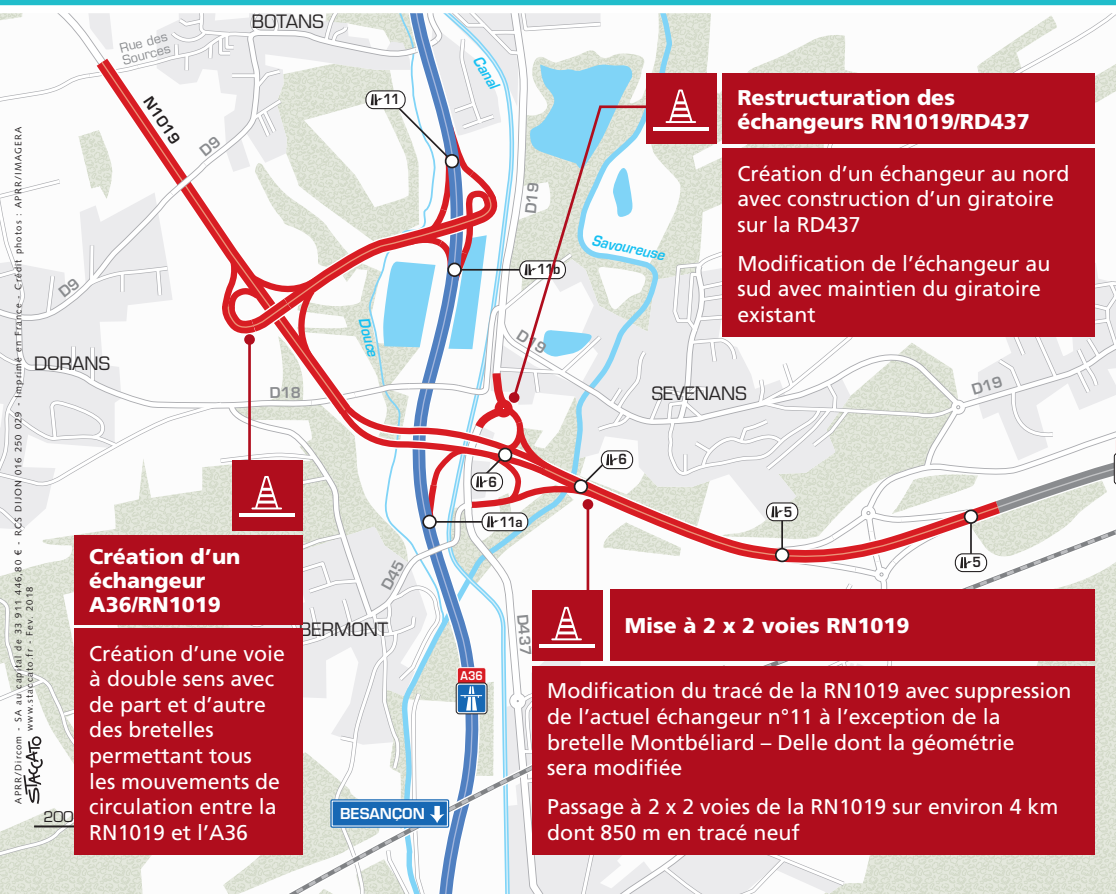 BOTANS
Rue des
Sources
N1019
D9
11
Canal
D19
Restructuration des
échangeurs RN1019/RD437
Création d'un échangeur au nord
avec construction d'un giratoire
sur la RD437
Modification de l'échangeur au
sud avec maintien du giratoire
existant
Savoureuse
11b
D9
Douce
D19
DORANS
D18
SEVENANS
D19
6
6
11a
5
5
Création d'un
échangeur
A36/RN1019
Création d'une voie
à double sens avec
de part et d'autre
des bretelles
permettant tous
les mouvements de
circulation entre la
RN1019 et l'A36
D45
BERMONT
D437
A36
BESANÇON
Mise à 2 x 2 voies RN1019
Modification du tracé de la RN1019 avec suppression
de l'actuel échangeur n°11 à l'exception de la
bretelle Montbéliard – Delle dont la géométrie
sera modifiée
Passage à 2 x 2 voies de la RN1019 sur environ 4 km
dont 850 m en tracé neuf
200
APRR/Dircom - SA au capital de 33 911 446,80 € - RCS DIJON 016 250 029 - Imprimé en France - Crédit photos : APRR/IMAGERA
STACCATO www.staccato.fr - Fev. 2018